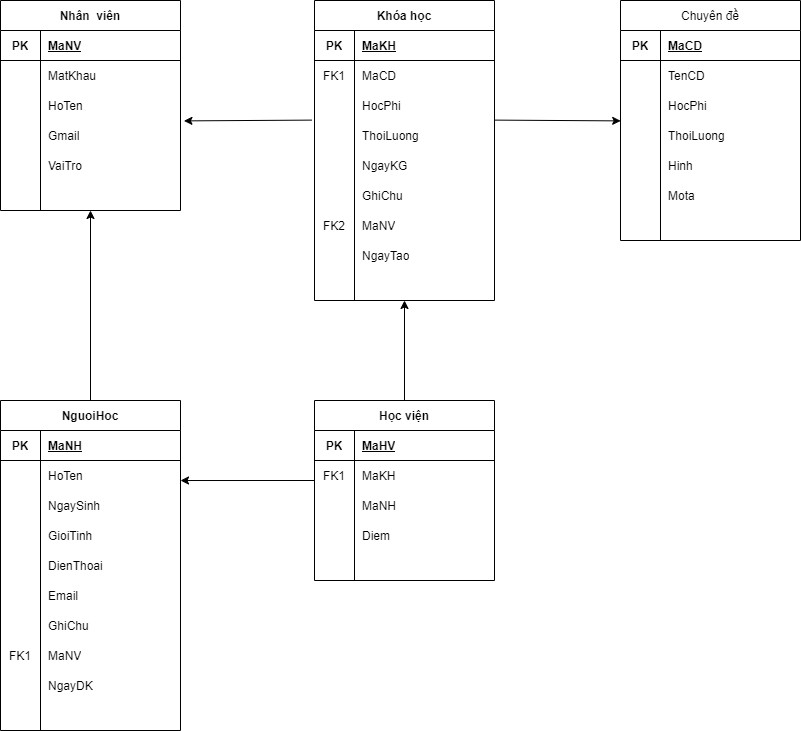 Nhân viên
PK MaNV
MatKhau
HoTen
Gmail
VaiTro
Khóa học
PK MaKH
FK1 MaCD
HocPhi
ThoiLuong
NgayKG
GhiChu
FK2 MaNV
NgayTao
Chuyên đề
PK MaCD
TenCD
HocPhi
ThoiLuong
Hinh
Mota
NguoiHoc
PK MaNH
HoTen
NgaySinh
GioiTinh
DienThoai
Email
GhiChu
FK1 MaNV
NgayDK
Học viện
PK MaHV
FK1 MaKH
MaNH
Diem